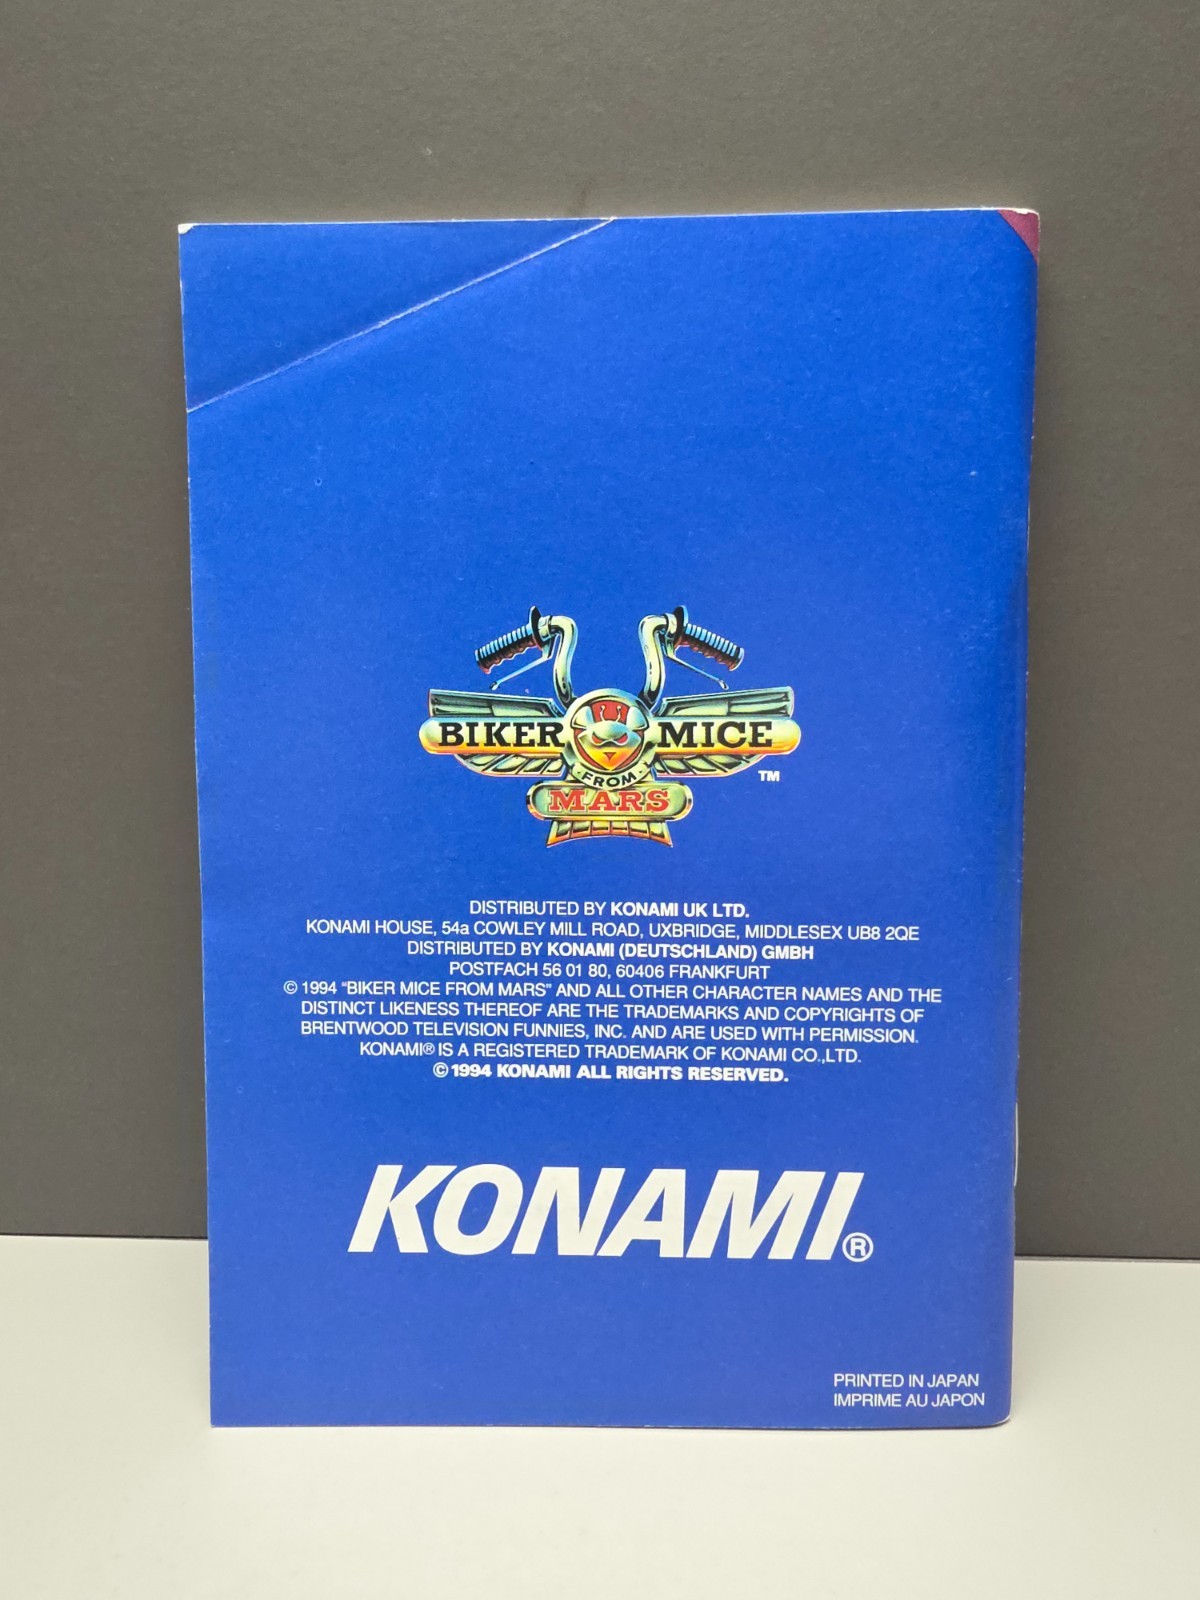 BIKER MICE
FROM
MARS
TM
DISTRIBUTED BY KONAMI UK LTD.
KONAMI HOUSE, 54a COWLEY MILL ROAD, UXBRIDGE, MIDDLESEX UB8 2QE
DISTRIBUTED BY KONAMI (DEUTSCHLAND) GMBH
POSTFACH 56 01 80, 60406 FRANKFURT
© 1994 "BIKER MICE FROM MARS" AND ALL OTHER CHARACTER NAMES AND THE
DISTINCT LIKENESS THEREOF ARE THE TRADEMARKS AND COPYRIGHTS OF
BRENTWOOD TELEVISION FUNNIES, INC. AND ARE USED WITH PERMISSION.
KONAMI® IS A REGISTERED TRADEMARK OF KONAMI CO.,LTD.
© 1994 KONAMI ALL RIGHTS RESERVED.
KONAMI®
PRINTED IN JAPAN
IMPRIME AU JAPON